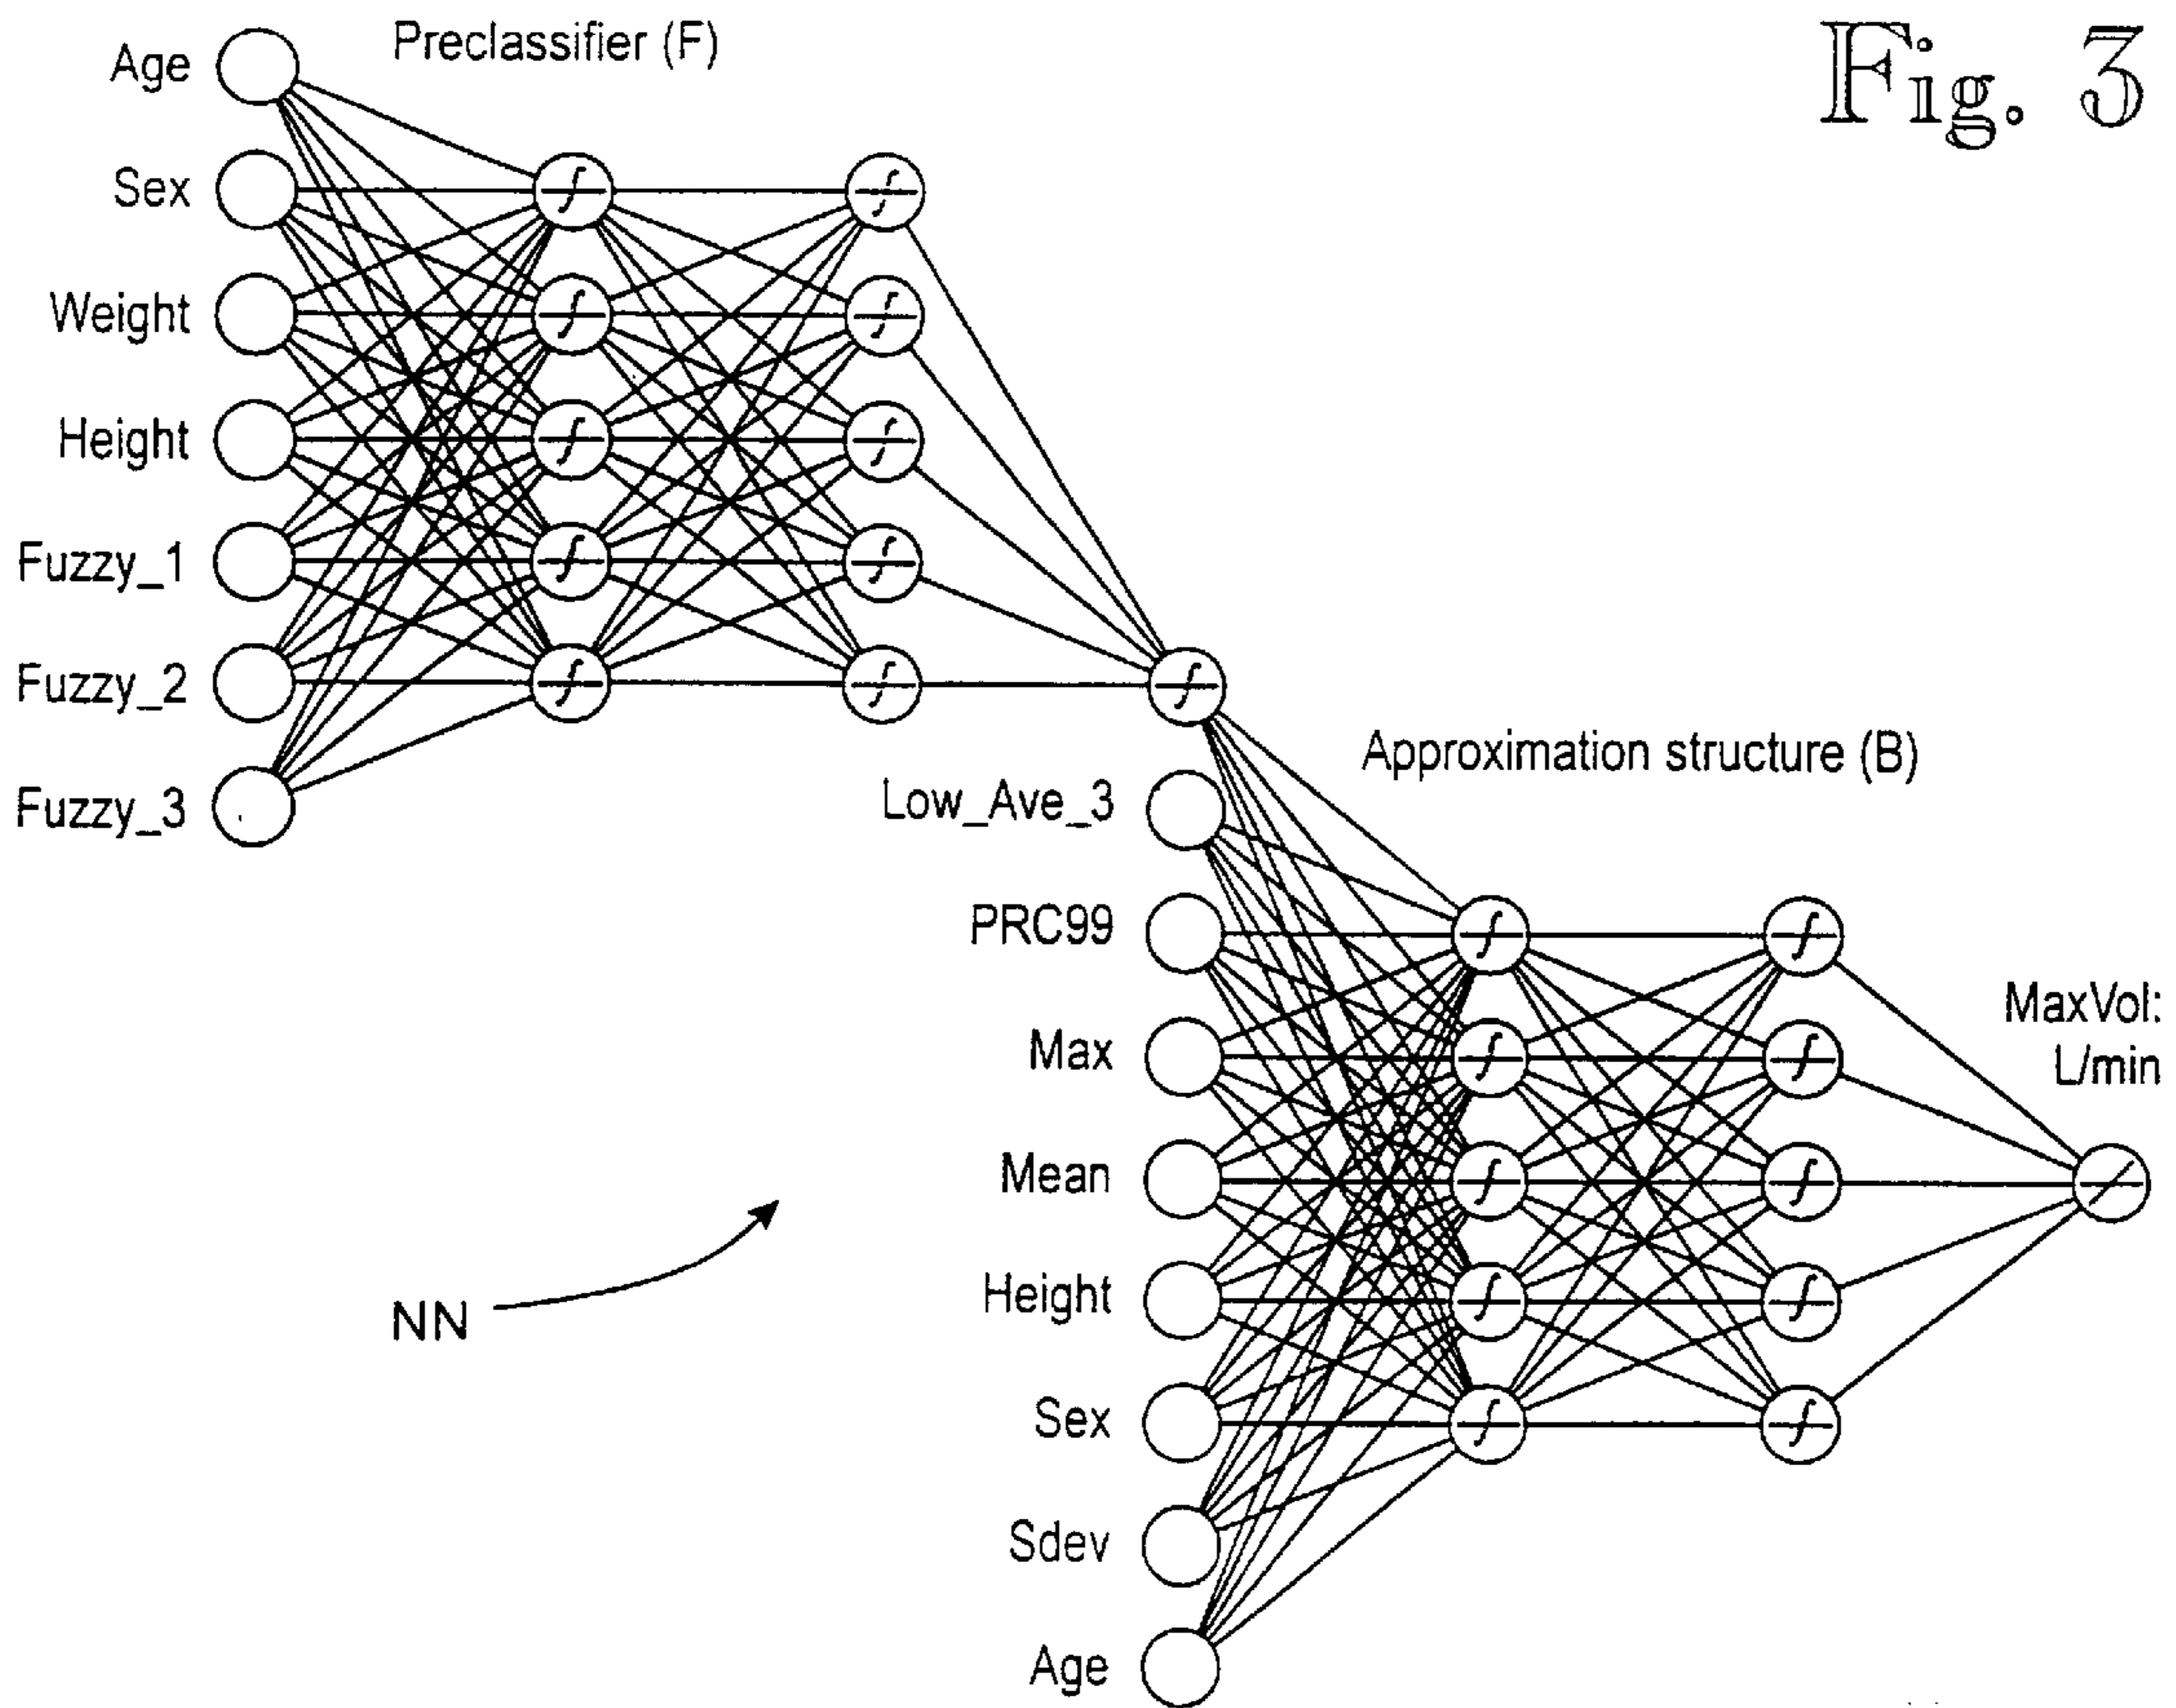 Fig. 3
Preclassifier (F)
Age
Sex
Weight
Height
Fuzzy_1
Fuzzy_2
Fuzzy_3
Approximation structure (B)
Low_Ave_3
PRC99
Max
Mean
Height
Sex
Sdev
Age
MaxVol:
L/min
NN